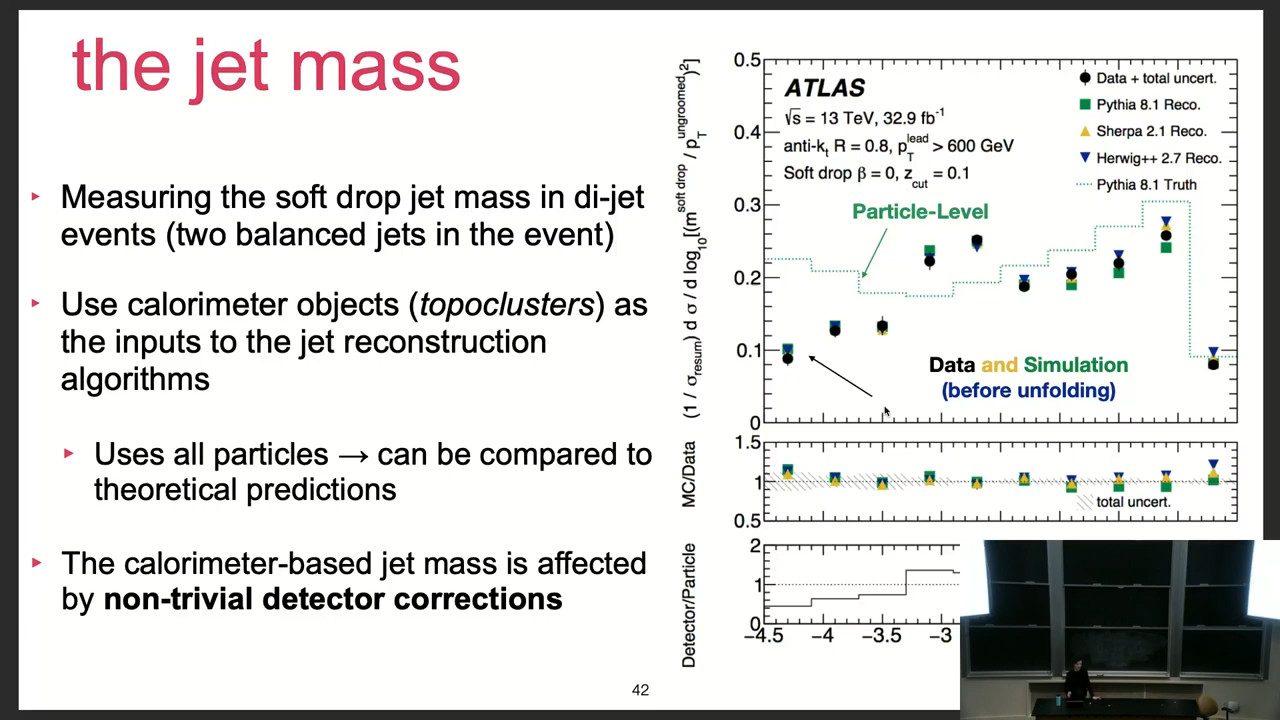 the jet mass
‣ Measuring the soft drop jet mass in di-jet
events (two balanced jets in the event)
‣ Use calorimeter objects (topoclusters) as
the inputs to the jet reconstruction
algorithms
‣ Uses all particles → can be compared to
theoretical predictions
‣ The calorimeter-based jet mass is affected
by non-trivial detector corrections
42
(1 / σresum) d σ / d log10[(m^soft drop / pT^ungroomed)^2]
0.5
0.4
0.3
0.2
0.1
0
ATLAS
√s = 13 TeV, 32.9 fb^-1
anti-kt R = 0.8, pT^lead > 600 GeV
Soft drop β = 0, zcut = 0.1
Data + total uncert.
Pythia 8.1 Reco.
Sherpa 2.1 Reco.
Herwig++ 2.7 Reco.
Pythia 8.1 Truth
Particle-Level
Data and Simulation
(before unfolding)
MC/Data
1.5
1
0.5
total uncert.
Detector/Particle
2
1
0
−4.5 −4 −3.5 −3